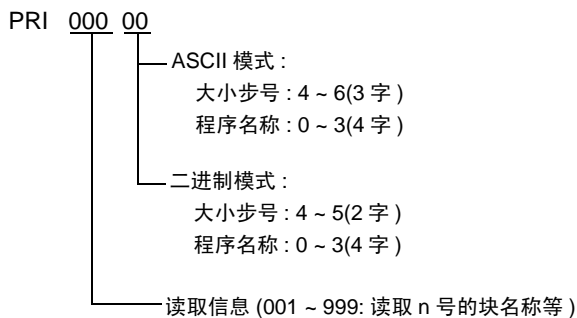 PRI 000 00
ASCII 模式 :
大小步号 : 4 ~ 6(3 字 )
程序名称 : 0 ~ 3(4 字 )
二进制模式 :
大小步号 : 4 ~ 5(2 字 )
程序名称 : 0 ~ 3(4 字 )
读取信息 (001 ~ 999: 读取 n 号的块名称等 )